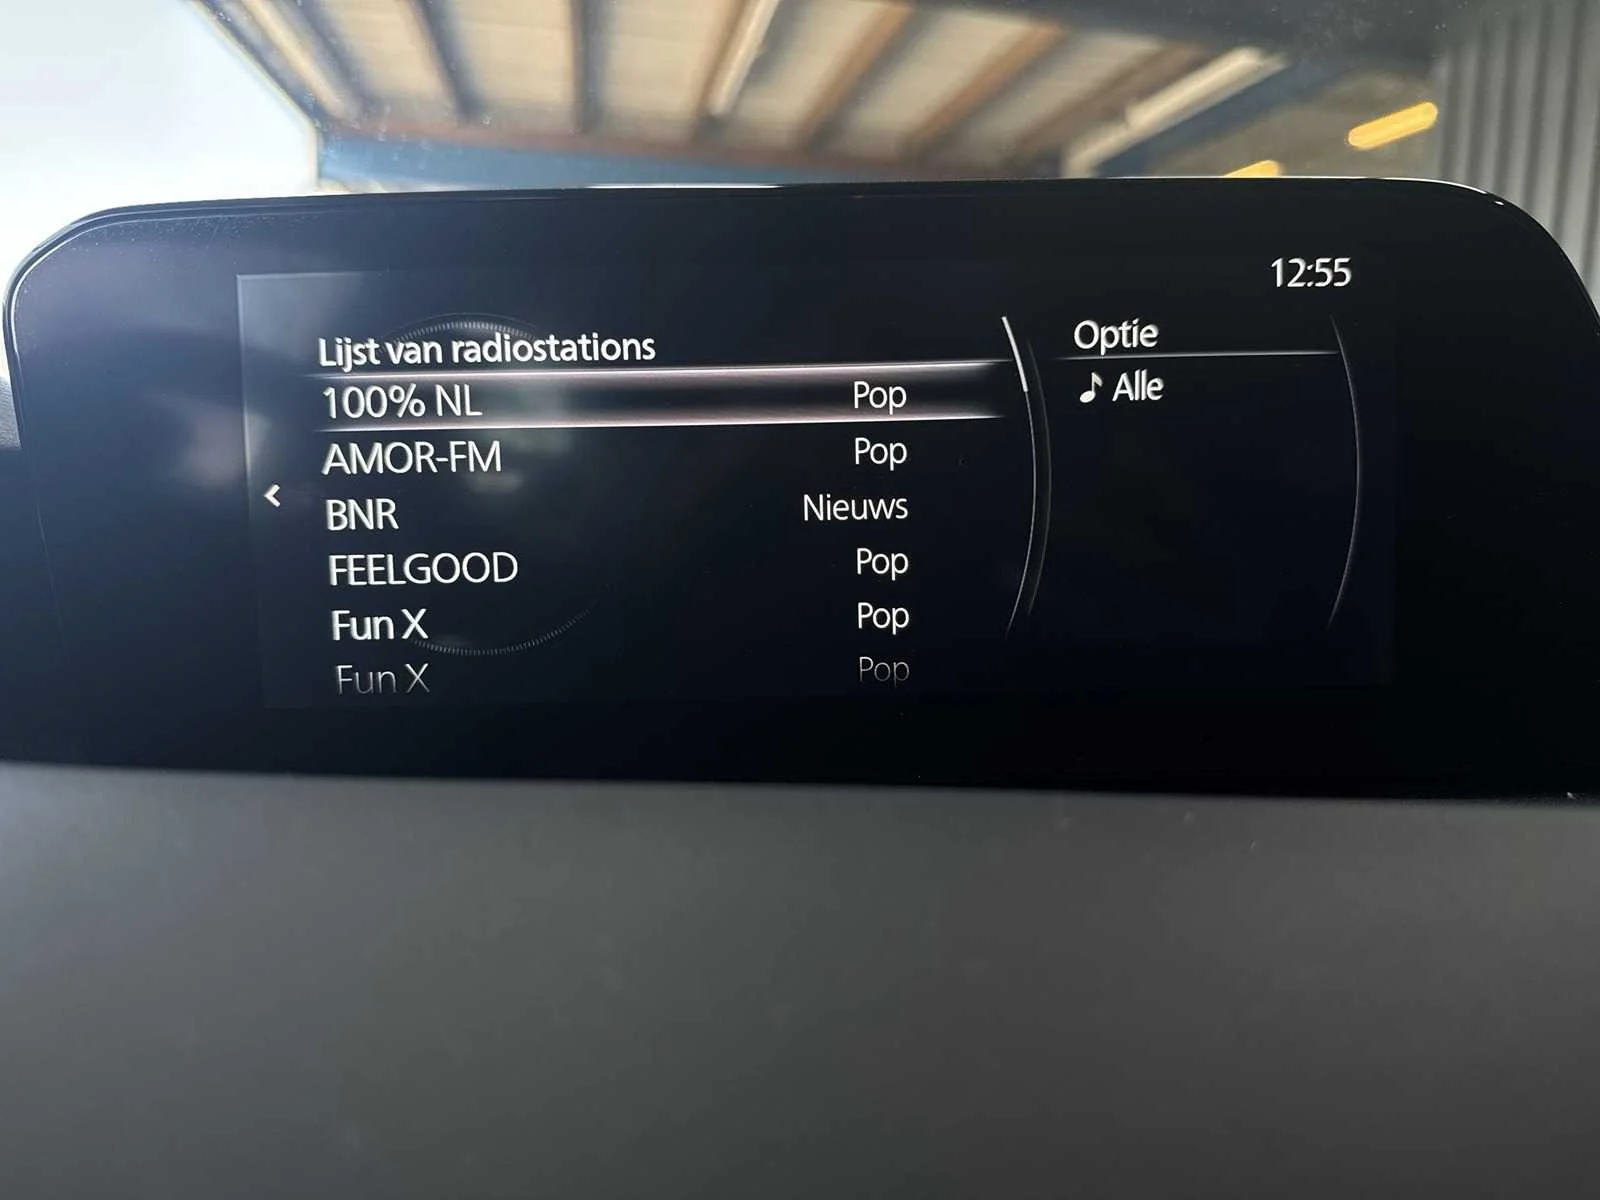 12:55
Lijst van radiostations
100% NL Pop
AMOR-FM Pop
BNR Nieuws
FEELGOOD Pop
Fun X Pop
Fun X Pop
Optie
♪ Alle